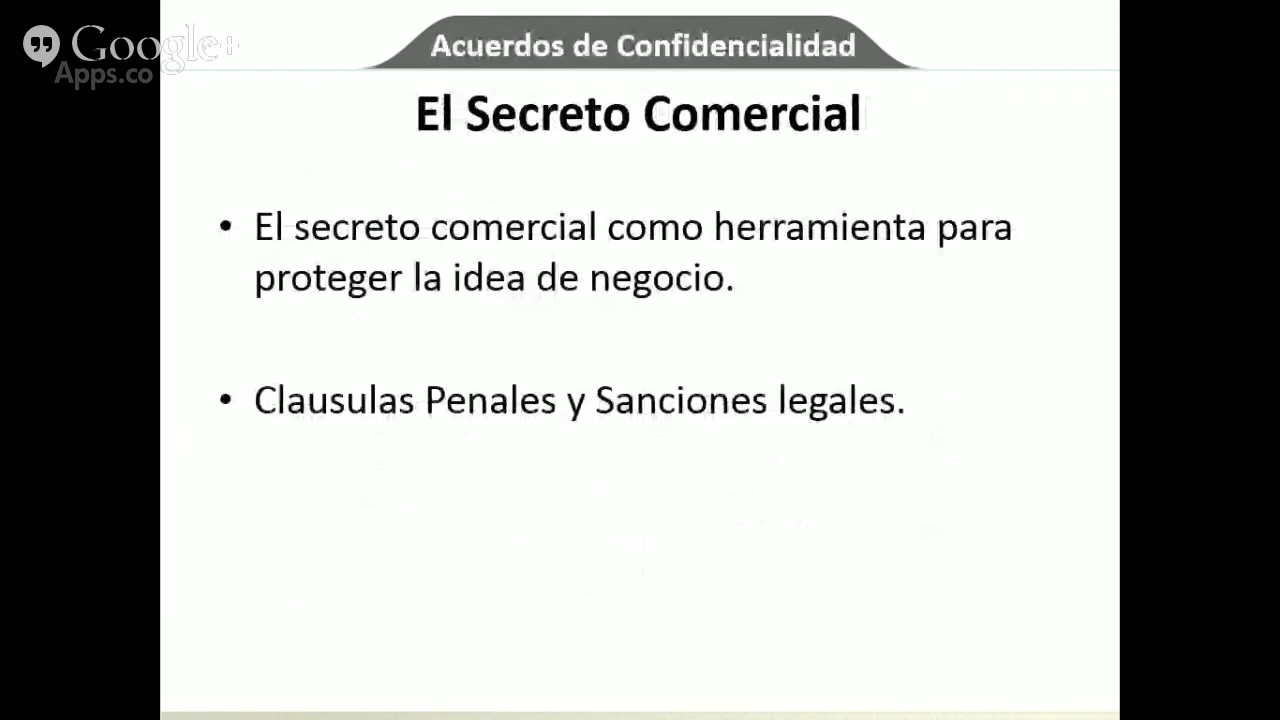 Google+
Apps.co
Acuerdos de Confidencialidad
El Secreto Comercial
• El secreto comercial como herramienta para
proteger la idea de negocio.
• Clausulas Penales y Sanciones legales.